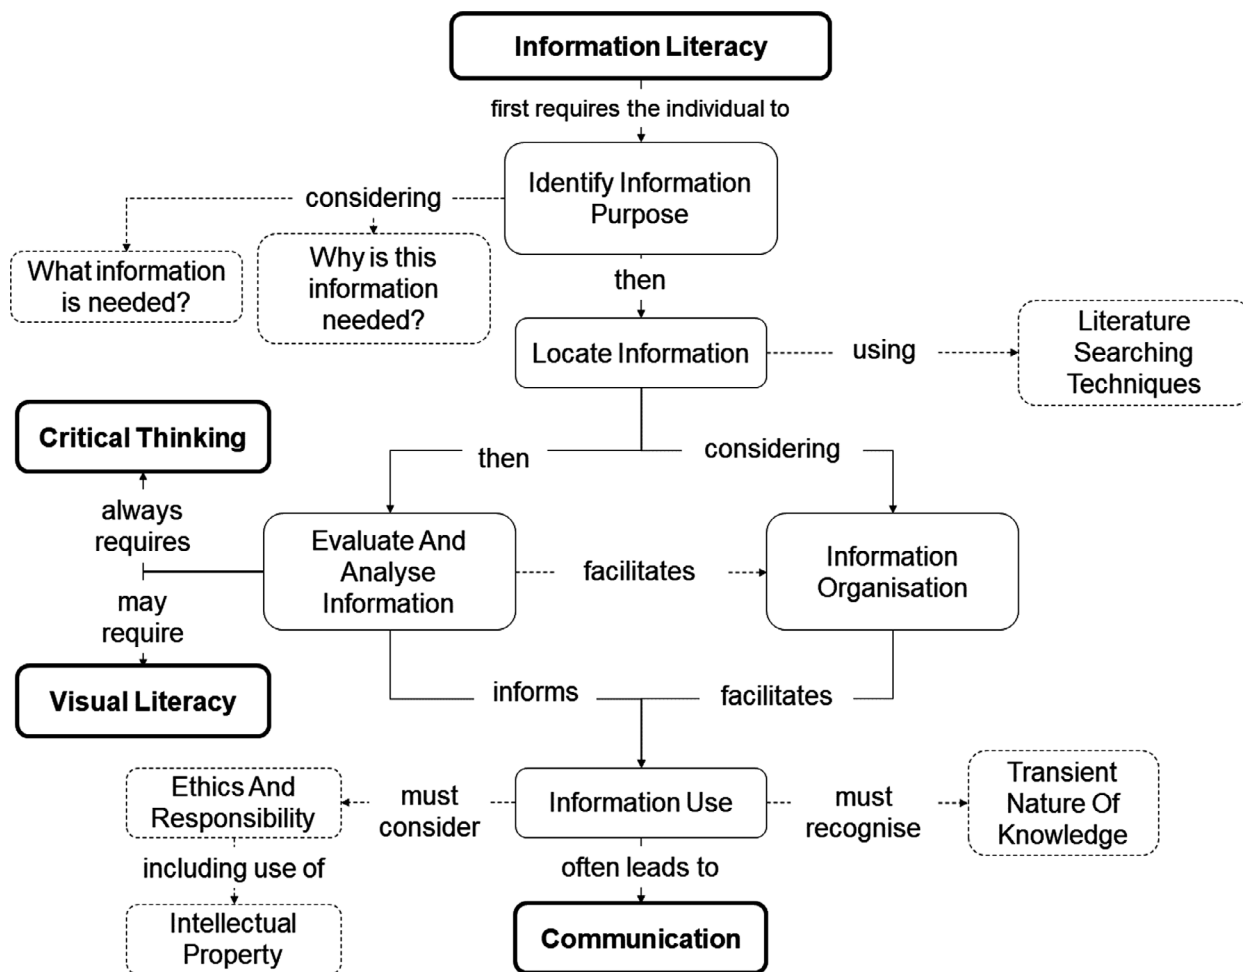 Information Literacy
first requires the individual to
Identify Information
Purpose
considering
What information
is needed?
Why is this
information
needed?
then
Locate Information
using
Literature
Searching
Techniques
Critical Thinking
then
considering
always
requires
Evaluate And
Analyse
Information
facilitates
Information
Organisation
may
require
Visual Literacy
informs
facilitates
Ethics And
Responsibility
must
consider
Information Use
must
recognise
Transient
Nature Of
Knowledge
including use of
often leads to
Intellectual
Property
Communication